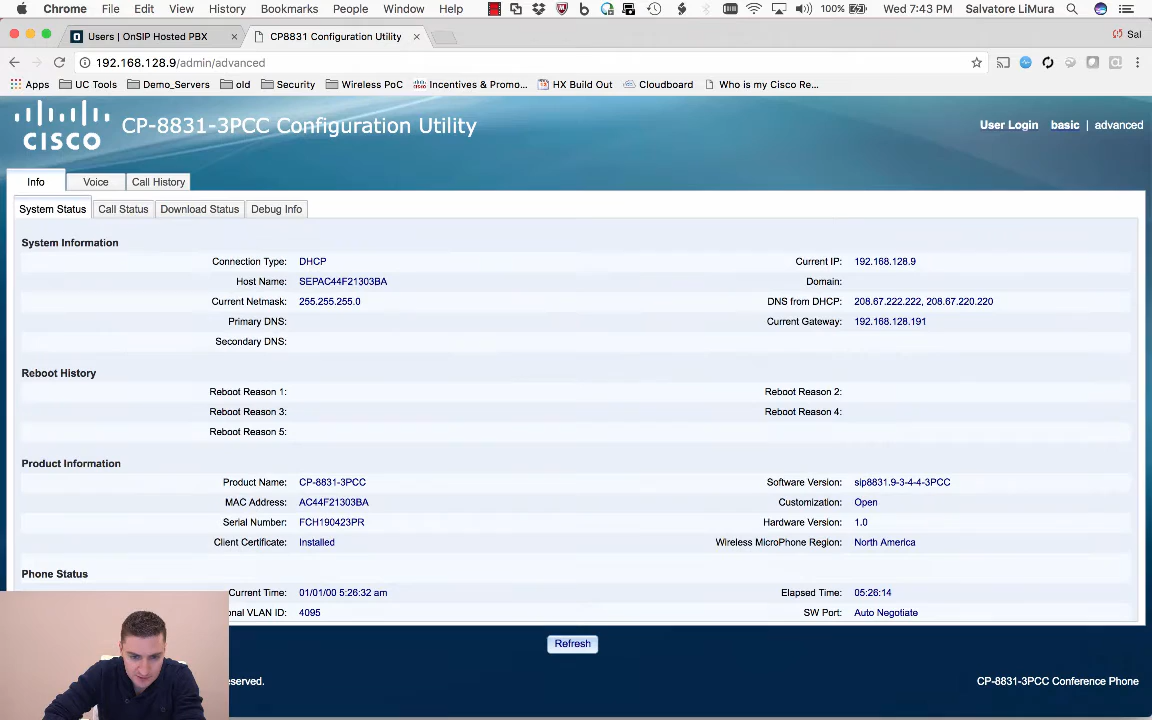 Chrome File Edit View History Bookmarks People Window Help 100% Wed 7:43 PM Salvatore LiMura
Users | OnSIP Hosted PBX CP8831 Configuration Utility Sal
192.168.128.9/admin/advanced
Apps UC Tools Demo_Servers old Security Wireless PoC Incentives & Promo... HX Build Out Cloudboard Who is my Cisco Re...
CISCO CP-8831-3PCC Configuration Utility User Login basic | advanced
Info Voice Call History
System Status Call Status Download Status Debug Info
System Information
Connection Type: DHCP Current IP: 192.168.128.9
Host Name: SEPAC44F21303BA Domain:
Current Netmask: 255.255.255.0 DNS from DHCP: 208.67.222.222, 208.67.220.220
Primary DNS: Current Gateway: 192.168.128.191
Secondary DNS:
Reboot History
Reboot Reason 1: Reboot Reason 2:
Reboot Reason 3: Reboot Reason 4:
Reboot Reason 5:
Product Information
Product Name: CP-8831-3PCC Software Version: sip8831.9-3-4-4-3PCC
MAC Address: AC44F21303BA Customization: Open
Serial Number: FCH190423PR Hardware Version: 1.0
Client Certificate: Installed Wireless MicroPhone Region: North America
Phone Status
Current Time: 01/01/00 5:26:32 am Elapsed Time: 05:26:14
onal VLAN ID: 4095 SW Port: Auto Negotiate
Refresh
served. CP-8831-3PCC Conference Phone